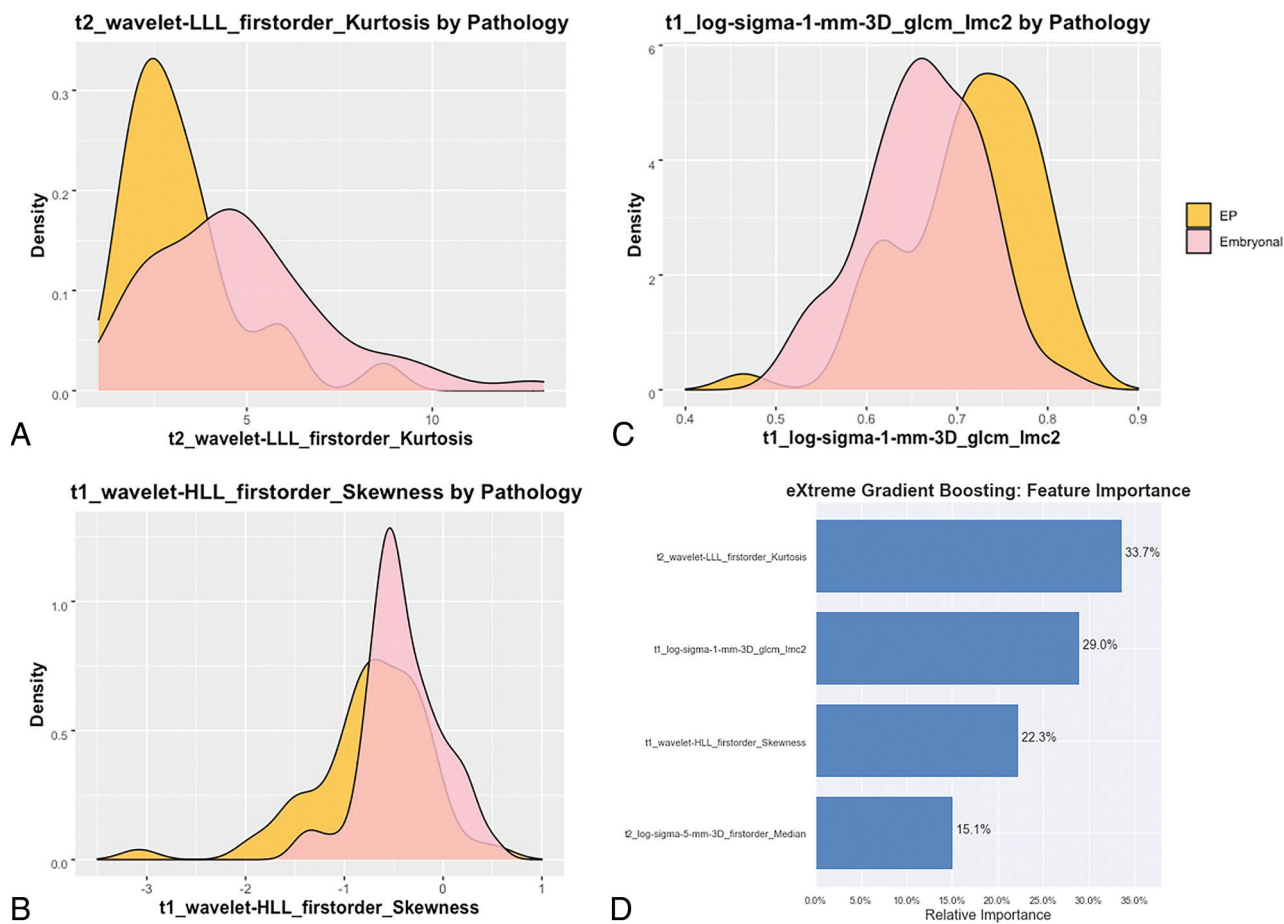 t2_wavelet-LLL_firstorder_Kurtosis by Pathology
Density
0.3
0.2
0.1
0.0
5
10
t2_wavelet-LLL_firstorder_Kurtosis
A
t1_log-sigma-1-mm-3D_glcm_Imc2 by Pathology
Density
6
4
2
0
0.4
0.5
0.6
0.7
0.8
0.9
t1_log-sigma-1-mm-3D_glcm_Imc2
C
EP
Embryonal
t1_wavelet-HLL_firstorder_Skewness by Pathology
Density
1.0
0.5
0.0
-3
-2
-1
0
1
t1_wavelet-HLL_firstorder_Skewness
B
eXtreme Gradient Boosting: Feature Importance
t2_wavelet-LLL_firstorder_Kurtosis
33.7%
t1_log-sigma-1-mm-3D_glcm_Imc2
29.0%
t1_wavelet-HLL_firstorder_Skewness
22.3%
t2_log-sigma-5-mm-3D_firstorder_Median
15.1%
0.0%
5.0%
10.0%
15.0%
20.0%
25.0%
30.0%
35.0%
Relative Importance
D